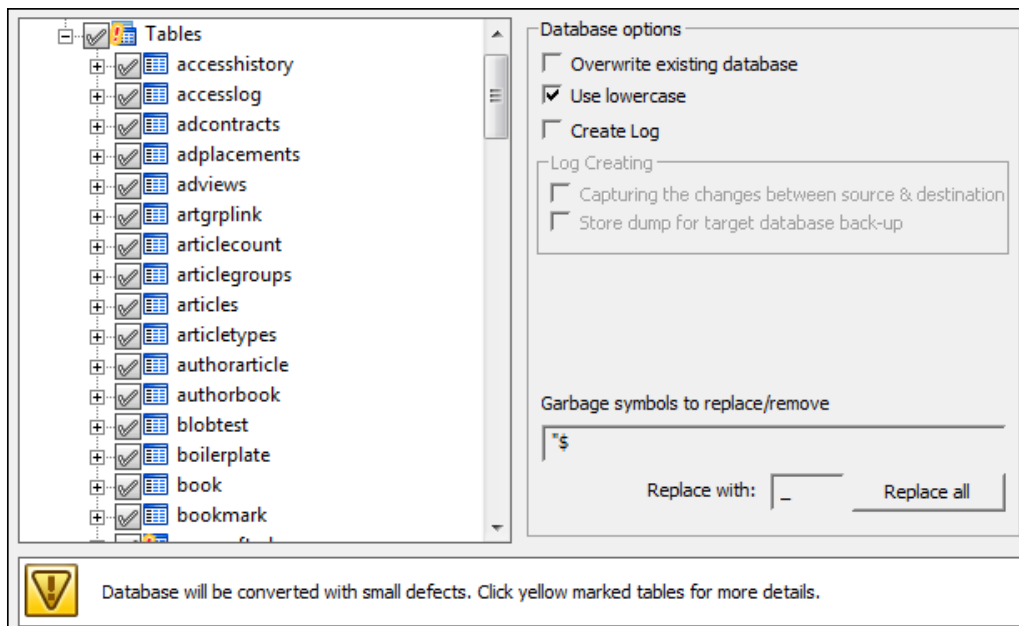 Tables
accesshistory
accesslog
adcontracts
adplacements
adviews
artgrplink
articlecount
articlegroups
articles
articletypes
authorarticle
authorbook
blobtest
boilerplate
book
bookmark
Database options
Overwrite existing database
Use lowercase
Create Log
Log Creating
Capturing the changes between source & destination
Store dump for target database back-up
Garbage symbols to replace/remove
"$
Replace with: _ Replace all
Database will be converted with small defects. Click yellow marked tables for more details.